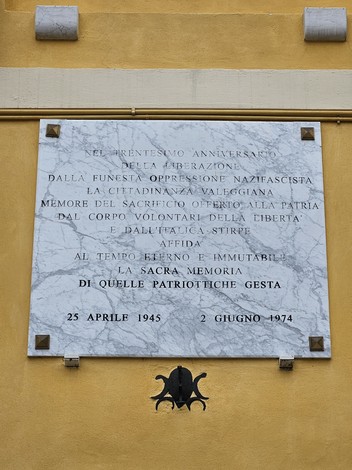 NEL TRENTESIMO ANNIVERSARIO
DELLA LIBERAZIONE
DALLA FUNESTA OPPRESSIONE NAZIFASCISTA
LA CITTADINANZA VALEGGIANA
MEMORE DEL SACRIFICIO OFFERTO ALLA PATRIA
DAL CORPO VOLONTARI DELLA LIBERTA'
E DALL'ITALICA STIRPE
AFFIDA
AL TEMPO ETERNO E IMMUTABILE
LA SACRA MEMORIA
DI QUELLE PATRIOTTICHE GESTA
25 APRILE 1945 2 GIUGNO 1974